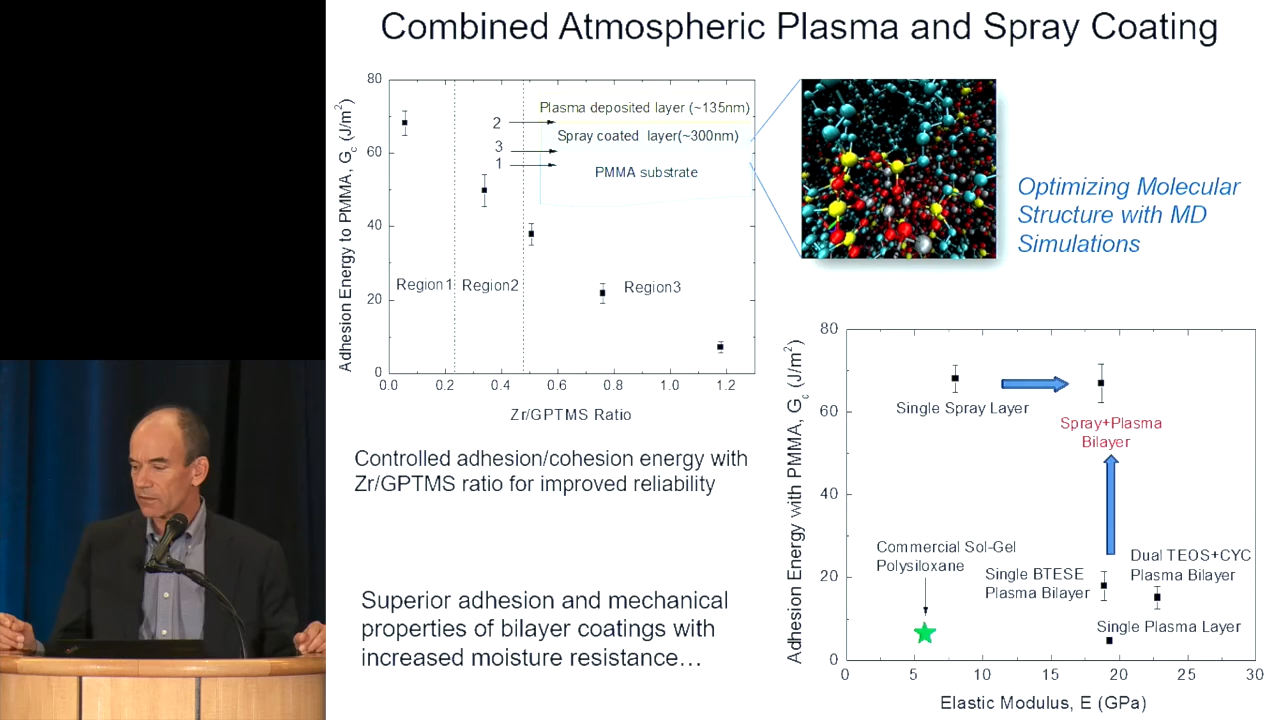 Combined Atmospheric Plasma and Spray Coating
Adhesion Energy to PMMA, Gc (J/m²)
80
60
40
20
0
0.0 0.2 0.4 0.6 0.8 1.0 1.2
Zr/GPTMS Ratio
Plasma deposited layer (~135nm)
2
Spray coated layer(~300nm)
3
1
PMMA substrate
Region1
Region2
Region3
Optimizing Molecular
Structure with MD
Simulations
Controlled adhesion/cohesion energy with
Zr/GPTMS ratio for improved reliability
Superior adhesion and mechanical
properties of bilayer coatings with
increased moisture resistance…
Adhesion Energy with PMMA, Gc (J/m²)
80
60
40
20
0
0 5 10 15 20 25 30
Elastic Modulus, E (GPa)
Single Spray Layer
Spray+Plasma
Bilayer
Commercial Sol-Gel
Polysiloxane
Single BTESE
Plasma Bilayer
Dual TEOS+CYC
Plasma Bilayer
Single Plasma Layer